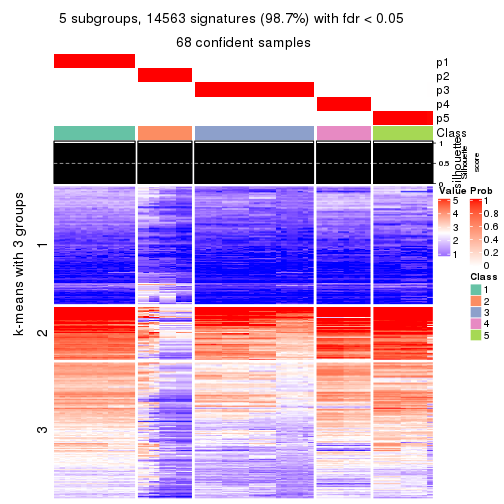 5 subgroups, 14563 signatures (98.7%) with fdr < 0.05
68 confident samples
p1
p2
p3
p4
p5
Class
1
0.5
0
silhouette
Silhouette
score
k-means with 3 groups
1
2
3
Value
5
4
3
2
1
Prob
1
0.8
0.6
0.4
0.2
0
Class
1
2
3
4
5